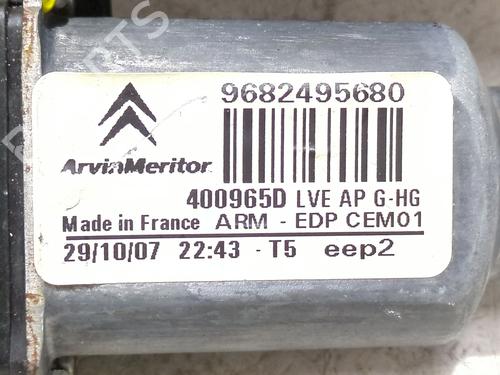 9682495680
ArvinMeritor
400965D LVE AP G-HG
Made in France ARM - EDP CEM01
29/10/07 22:43 - T5 eep2